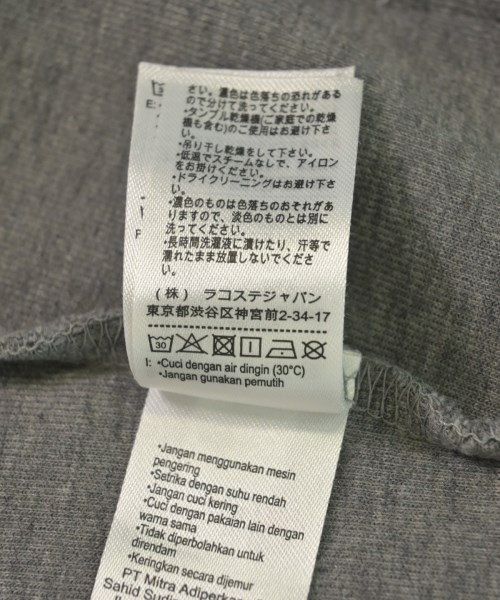 さい。濃色は色落ちの恐れがある
ので分けて洗ってください。
•タンブル乾燥機(ご家庭での乾燥
機も含む)のご使用はお避け下さ
い。
•吊り干し乾燥をして下さい。
•低温でスチームなしで、アイロン
をお掛けください。
•ドライクリーニングはお避け下さ
い。
•濃色のものは色落ちのおそれがあ
りますので、淡色のものとは別に
洗ってください。
•長時間洗濯液に漬けたり、汗等で
濡れたまま放置しないでくださ
い。
(株) ラコステジャパン
東京都渋谷区神宮前2-34-17
30
I: •Cuci dengan air dingin (30°C)
•Jangan gunakan pemutih
•Jangan menggunakan mesin
pengering
•Setrika dengan suhu rendah
•Jangan cuci kering
•Cuci dengan pakaian lain dengan
warna sama
•Tidak diperbolehkan untuk
direndam
•Keringkan secara dijemur
PT Mitra Adiperka
Sahid Sudi